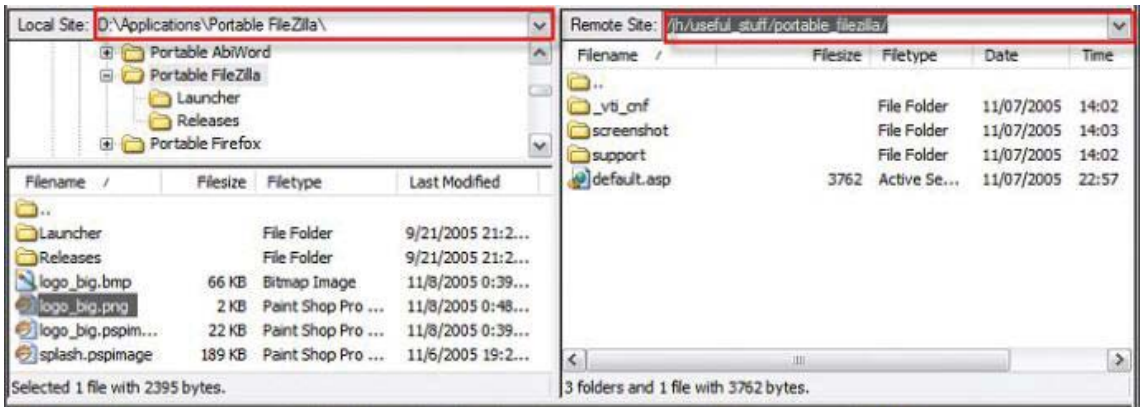 Local Site: D:\Applications\Portable FileZilla\
Portable AbiWord
Portable FileZilla
Launcher
Releases
Portable Firefox
Filename / Filesize Filetype Last Modified
..
Launcher File Folder 9/21/2005 21:2...
Releases File Folder 9/21/2005 21:2...
logo_big.bmp 66 KB Bitmap Image 11/8/2005 0:39...
logo_big.png 2 KB Paint Shop Pro ... 11/8/2005 0:48...
logo_big.pspim... 22 KB Paint Shop Pro ... 11/8/2005 0:39...
splash.pspimage 189 KB Paint Shop Pro ... 11/6/2005 19:2...
Selected 1 file with 2395 bytes.
Remote Site: /jh/useful_stuff/portable_filezilla/
Filename / Filesize Filetype Date Time
..
_vti_cnf File Folder 11/07/2005 14:02
screenshot File Folder 11/07/2005 14:03
support File Folder 11/07/2005 14:02
default.asp 3762 Active Se... 11/07/2005 22:57
3 folders and 1 file with 3762 bytes.